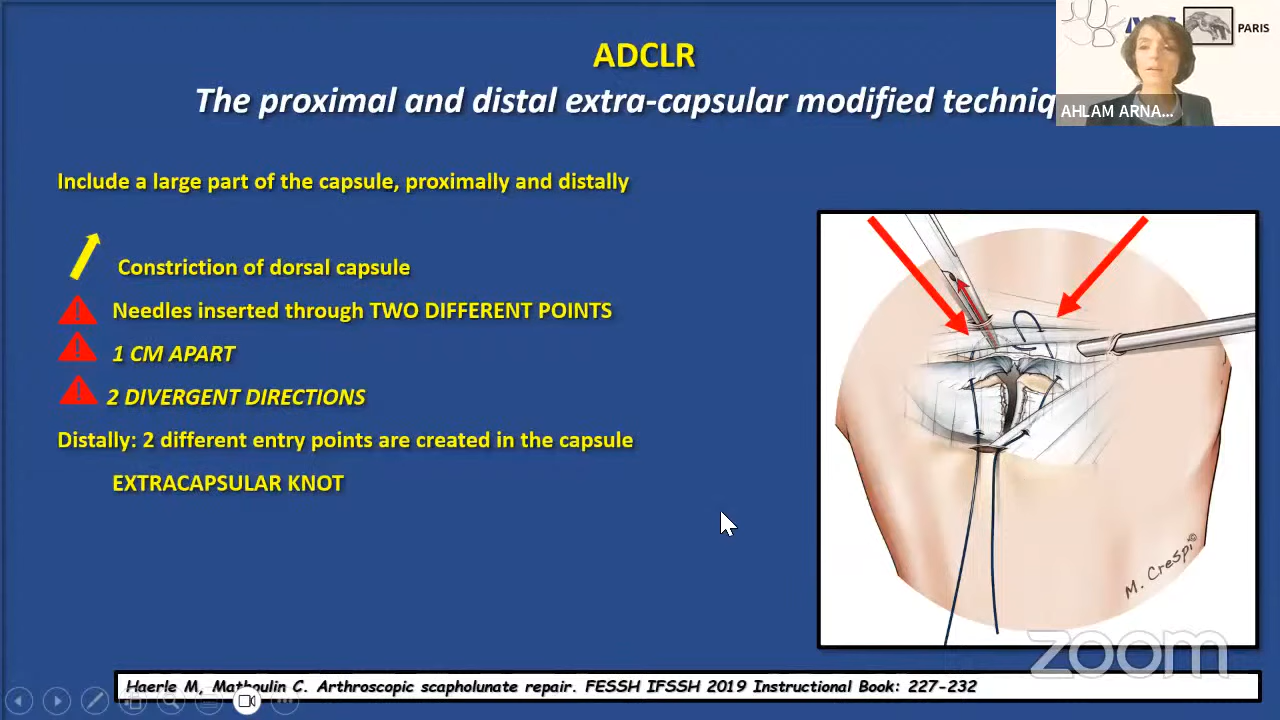 PARIS
ADCLR
The proximal and distal extra-capsular modified techniq
AHLAM ARNA...
Include a large part of the capsule, proximally and distally
Constriction of dorsal capsule
Needles inserted through TWO DIFFERENT POINTS
1 CM APART
2 DIVERGENT DIRECTIONS
Distally: 2 different entry points are created in the capsule
EXTRACAPSULAR KNOT
M. Crespi©
zoom
Haerle M, Mathoulin C. Arthroscopic scapholunate repair. FESSH IFSSH 2019 Instructional Book: 227-232